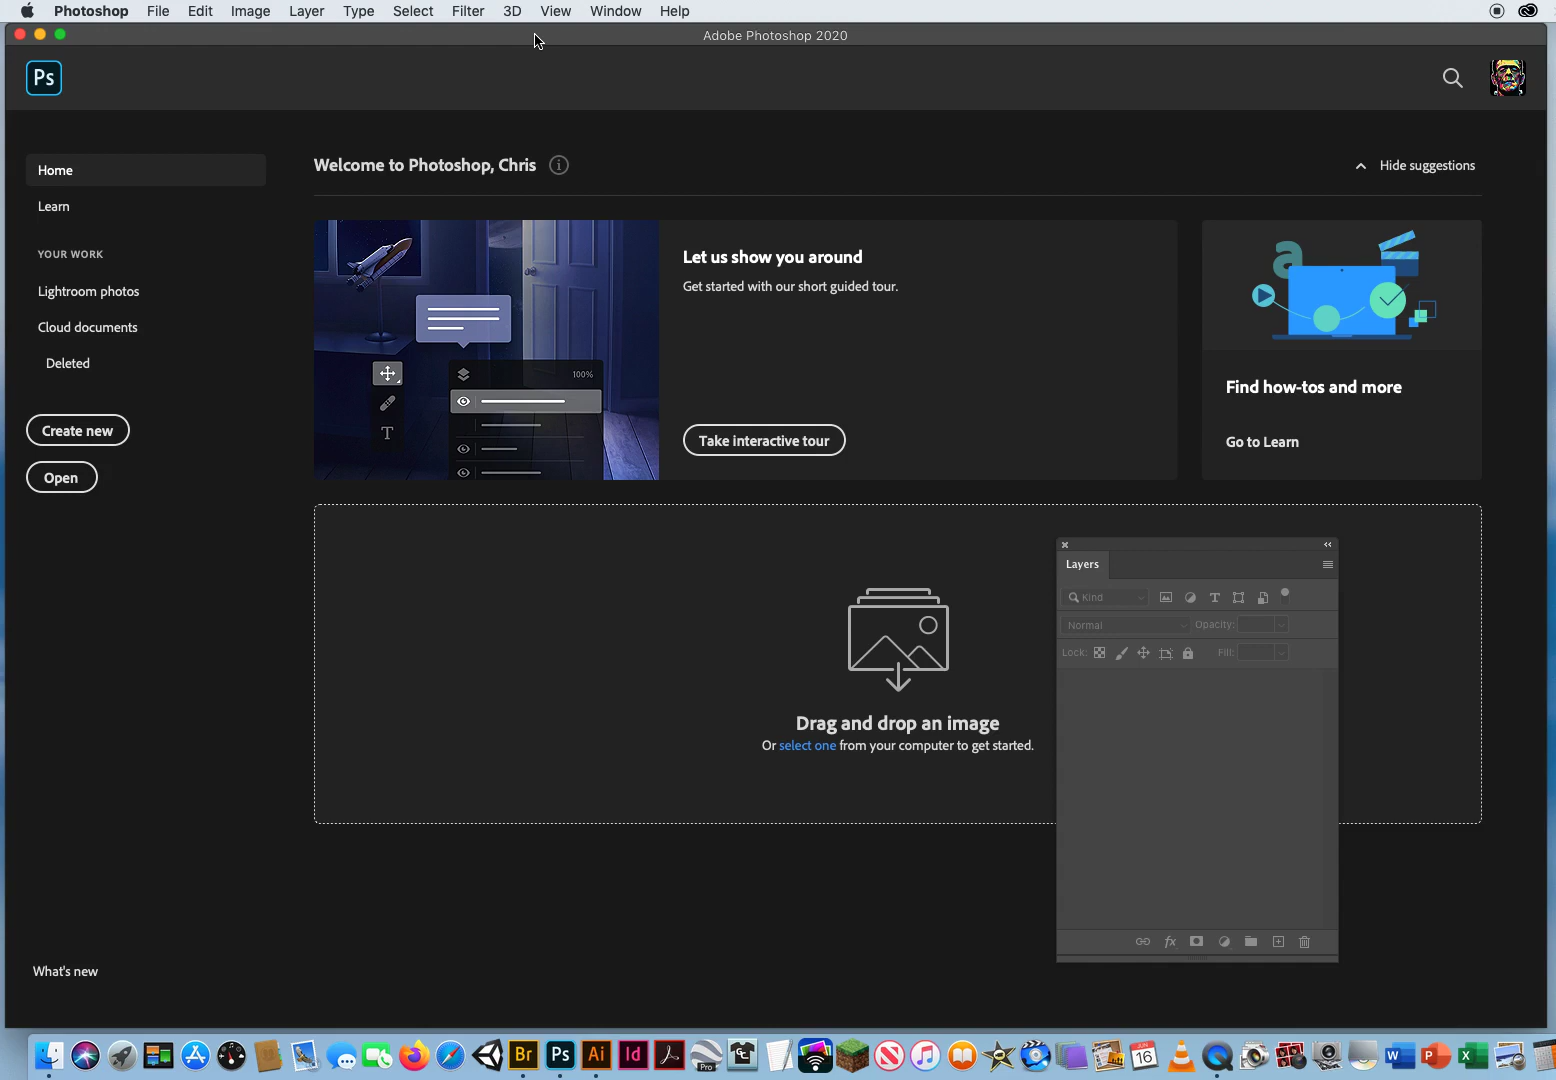 Photoshop File Edit Image Layer Type Select Filter 3D View Window Help
Adobe Photoshop 2020
Ps
Home
Learn
YOUR WORK
Lightroom photos
Cloud documents
Deleted
Create new
Open
What's new
Welcome to Photoshop, Chris
Hide suggestions
Let us show you around
Get started with our short guided tour.
100%
T
Take interactive tour
a
Find how-tos and more
Go to Learn
Drag and drop an image
Or select one from your computer to get started.
Layers
Kind
T
Normal Opacity:
Lock: Fill:
fx
Br Ps Ai Id Pro JUN 16 W P X